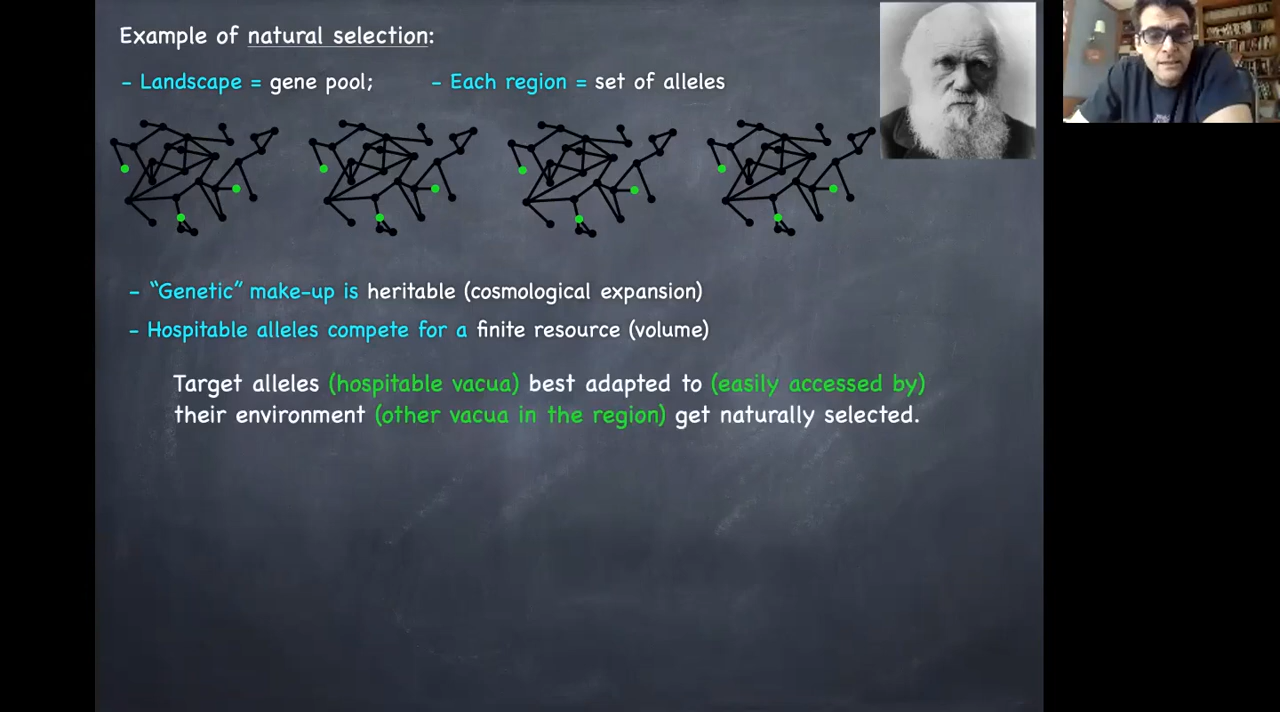 Example of natural selection:
- Landscape = gene pool; - Each region = set of alleles
- "Genetic" make-up is heritable (cosmological expansion)
- Hospitable alleles compete for a finite resource (volume)
Target alleles (hospitable vacua) best adapted to (easily accessed by)
their environment (other vacua in the region) get naturally selected.